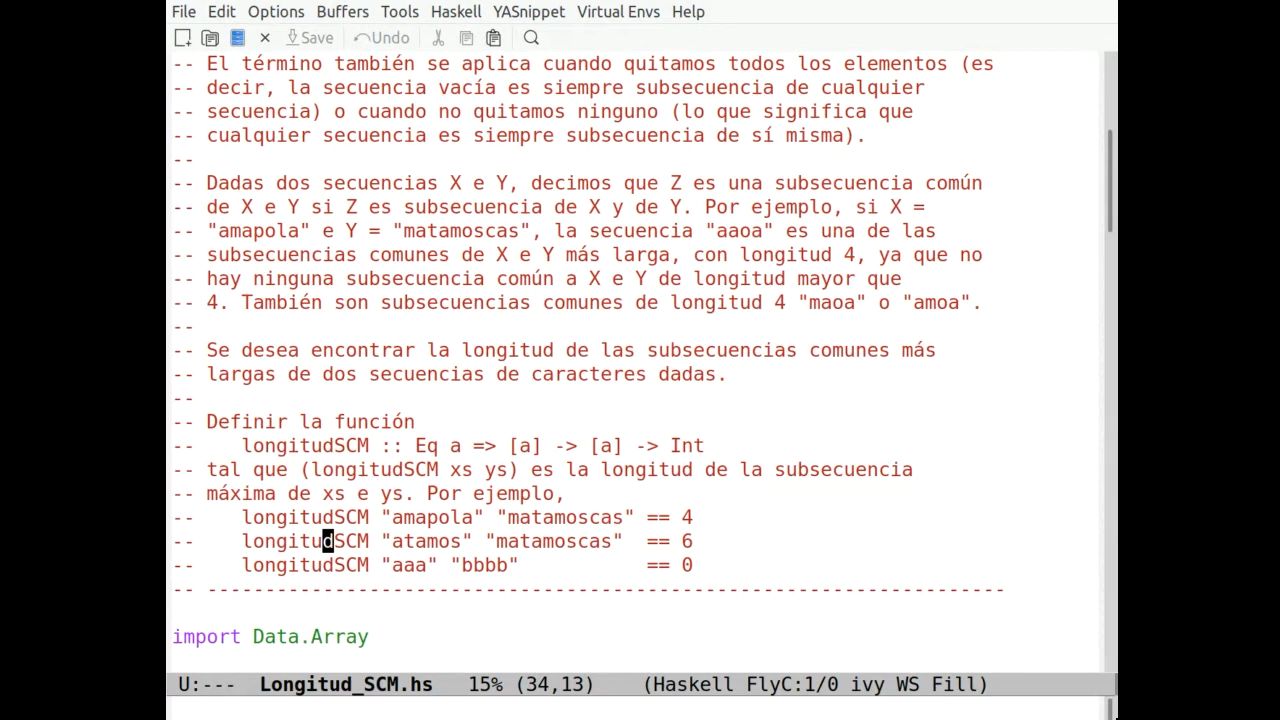 File Edit Options Buffers Tools Haskell YASnippet Virtual Envs Help
Save Undo
-- El término también se aplica cuando quitamos todos los elementos (es
-- decir, la secuencia vacía es siempre subsecuencia de cualquier
-- secuencia) o cuando no quitamos ninguno (lo que significa que
-- cualquier secuencia es siempre subsecuencia de sí misma).
--
-- Dadas dos secuencias X e Y, decimos que Z es una subsecuencia común
-- de X e Y si Z es subsecuencia de X y de Y. Por ejemplo, si X =
-- "amapola" e Y = "matamoscas", la secuencia "aaoa" es una de las
-- subsecuencias comunes de X e Y más larga, con longitud 4, ya que no
-- hay ninguna subsecuencia común a X e Y de longitud mayor que
-- 4. También son subsecuencias comunes de longitud 4 "maoa" o "amoa".
--
-- Se desea encontrar la longitud de las subsecuencias comunes más
-- largas de dos secuencias de caracteres dadas.
--
-- Definir la función
--    longitudSCM :: Eq a => [a] -> [a] -> Int
-- tal que (longitudSCM xs ys) es la longitud de la subsecuencia
-- máxima de xs e ys. Por ejemplo,
--    longitudSCM "amapola" "matamoscas" == 4
--    longitudSCM "atamos" "matamoscas"  == 6
--    longitudSCM "aaa" "bbbb"           == 0
-- ---------------------------------------------------------------------
import Data.Array
U:---  Longitud_SCM.hs   15% (34,13)    (Haskell FlyC:1/0 ivy WS Fill)